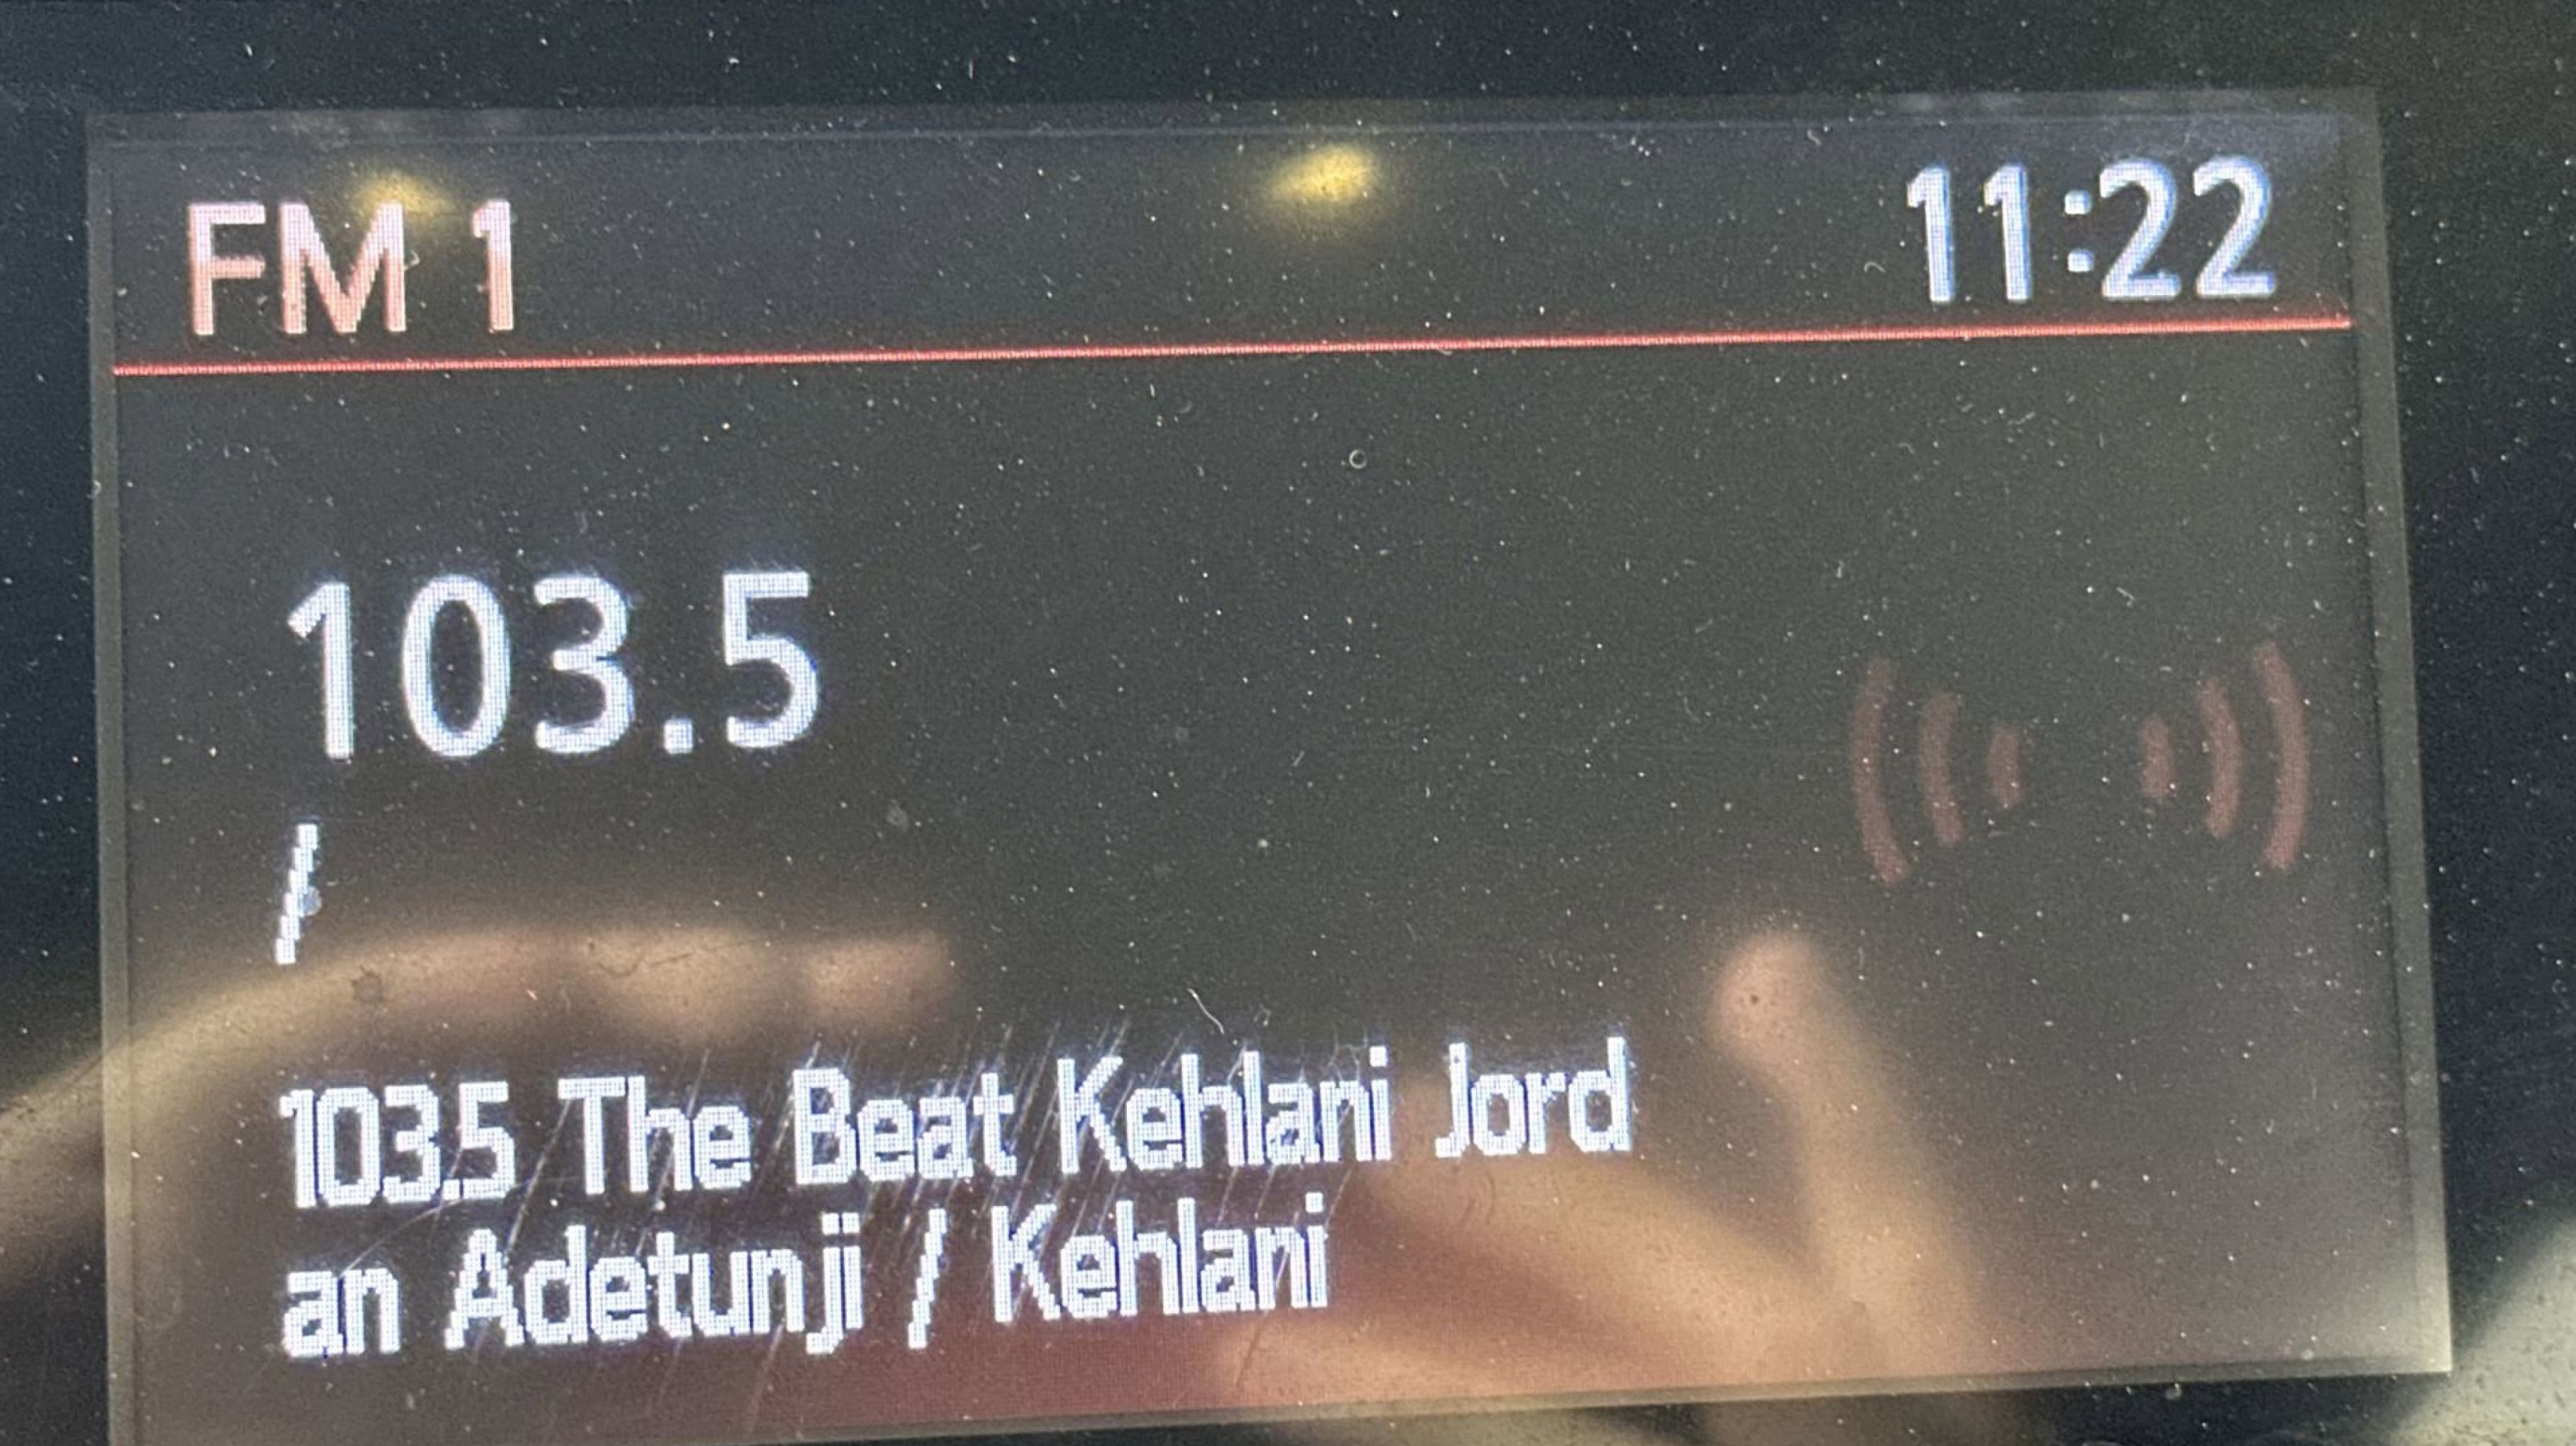 FM 1
11:22
103.5
/
103.5 The Beat Kehlani Jord
an Adetunji / Kehlani